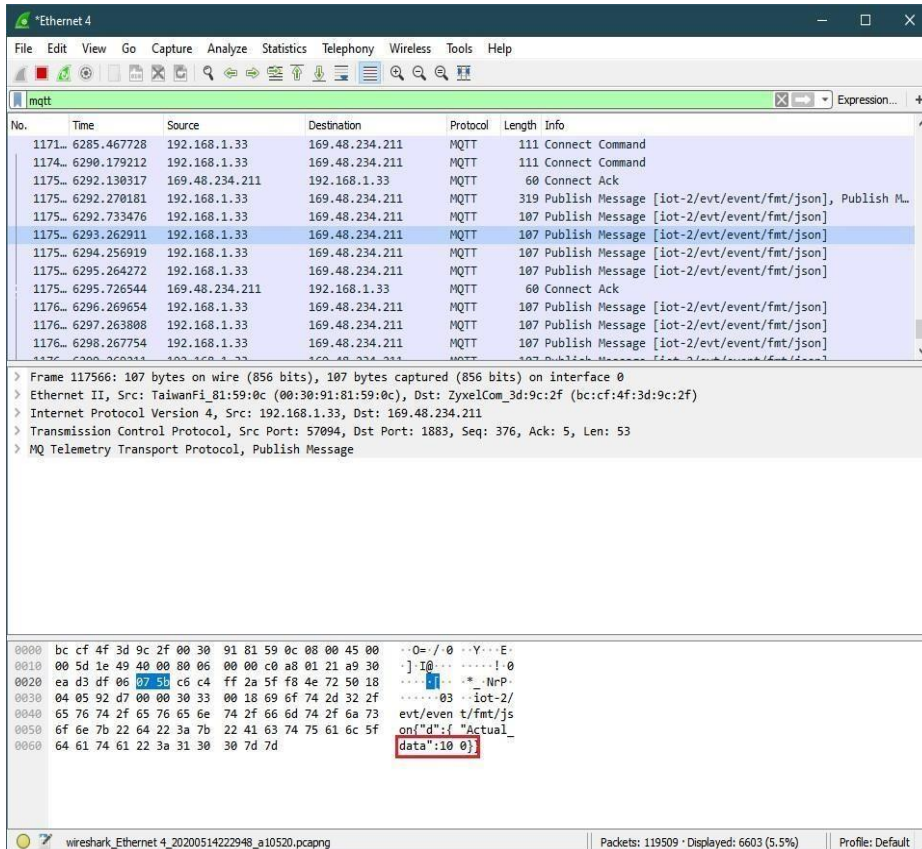 *Ethernet 4
File Edit View Go Capture Analyze Statistics Telephony Wireless Tools Help
mqtt Expression... +
No. Time Source Destination Protocol Length Info
1171… 6285.467728 192.168.1.33 169.48.234.211 MQTT 111 Connect Command
1174… 6290.179212 192.168.1.33 169.48.234.211 MQTT 111 Connect Command
1175… 6292.130317 169.48.234.211 192.168.1.33 MQTT 60 Connect Ack
1175… 6292.270181 192.168.1.33 169.48.234.211 MQTT 319 Publish Message [iot-2/evt/event/fmt/json], Publish M…
1175… 6292.733476 192.168.1.33 169.48.234.211 MQTT 107 Publish Message [iot-2/evt/event/fmt/json]
1175… 6293.262911 192.168.1.33 169.48.234.211 MQTT 107 Publish Message [iot-2/evt/event/fmt/json]
1175… 6294.256919 192.168.1.33 169.48.234.211 MQTT 107 Publish Message [iot-2/evt/event/fmt/json]
1175… 6295.264272 192.168.1.33 169.48.234.211 MQTT 107 Publish Message [iot-2/evt/event/fmt/json]
1175… 6295.726544 169.48.234.211 192.168.1.33 MQTT 60 Connect Ack
1176… 6296.269654 192.168.1.33 169.48.234.211 MQTT 107 Publish Message [iot-2/evt/event/fmt/json]
1176… 6297.263808 192.168.1.33 169.48.234.211 MQTT 107 Publish Message [iot-2/evt/event/fmt/json]
1176… 6298.267754 192.168.1.33 169.48.234.211 MQTT 107 Publish Message [iot-2/evt/event/fmt/json]
> Frame 117566: 107 bytes on wire (856 bits), 107 bytes captured (856 bits) on interface 0
> Ethernet II, Src: TaiwanFi_81:59:0c (00:30:91:81:59:0c), Dst: ZyxelCom_3d:9c:2f (bc:cf:4f:3d:9c:2f)
> Internet Protocol Version 4, Src: 192.168.1.33, Dst: 169.48.234.211
> Transmission Control Protocol, Src Port: 57094, Dst Port: 1883, Seq: 376, Ack: 5, Len: 53
> MQ Telemetry Transport Protocol, Publish Message
0000 bc cf 4f 3d 9c 2f 00 30 91 81 59 0c 08 00 45 00 ··O=·/·0 ··Y···E·
0010 00 5d 1e 49 40 00 80 06 00 00 c0 a8 01 21 a9 30 ·]·I@··· ·····!·0
0020 ea d3 df 06 07 5b c6 c4 ff 2a 5f f8 4e 72 50 18 ·····[·· ·*_·NrP·
0030 04 05 92 d7 00 00 30 33 00 18 69 6f 74 2d 32 2f ······03 ··iot-2/
0040 65 76 74 2f 65 76 65 6e 74 2f 66 6d 74 2f 6a 73 evt/even t/fmt/js
0050 6f 6e 7b 22 64 22 3a 7b 22 41 63 74 75 61 6c 5f on{"d":{ "Actual_
0060 64 61 74 61 22 3a 31 30 30 7d 7d data":10 0}}
wireshark_Ethernet 4_20200514222948_a10520.pcapng Packets: 119509 · Displayed: 6603 (5.5%) Profile: Default